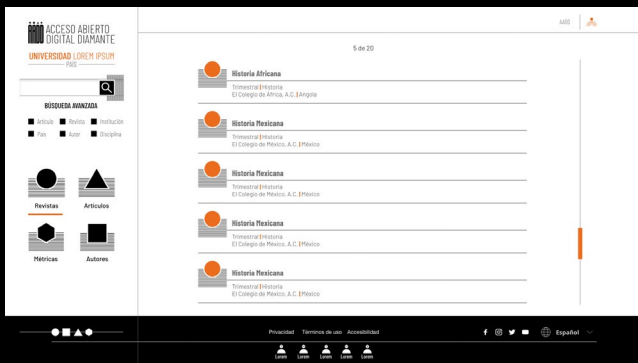 ACCESO ABIERTO
DIGITAL DIAMANTE
UNIVERSIDAD LOREM IPSUM
PAÍS
BÚSQUEDA AVANZADA
Artículo Revista Institución
País Autor Disciplina
Revistas Artículos
Métricas Autores
AADD
5 de 20
Historia Africana
Trimestral | Historia
El Colegio de África, A.C. | Angola
Historia Mexicana
Trimestral | Historia
El Colegio de México, A.C. | México
Historia Mexicana
Trimestral | Historia
El Colegio de México, A.C. | México
Historia Mexicana
Trimestral | Historia
El Colegio de México, A.C. | México
Historia Mexicana
Trimestral | Historia
El Colegio de México, A.C. | México
Privacidad Términos de uso Accesibilidad
Español
Lorem Lorem Lorem Lorem Lorem